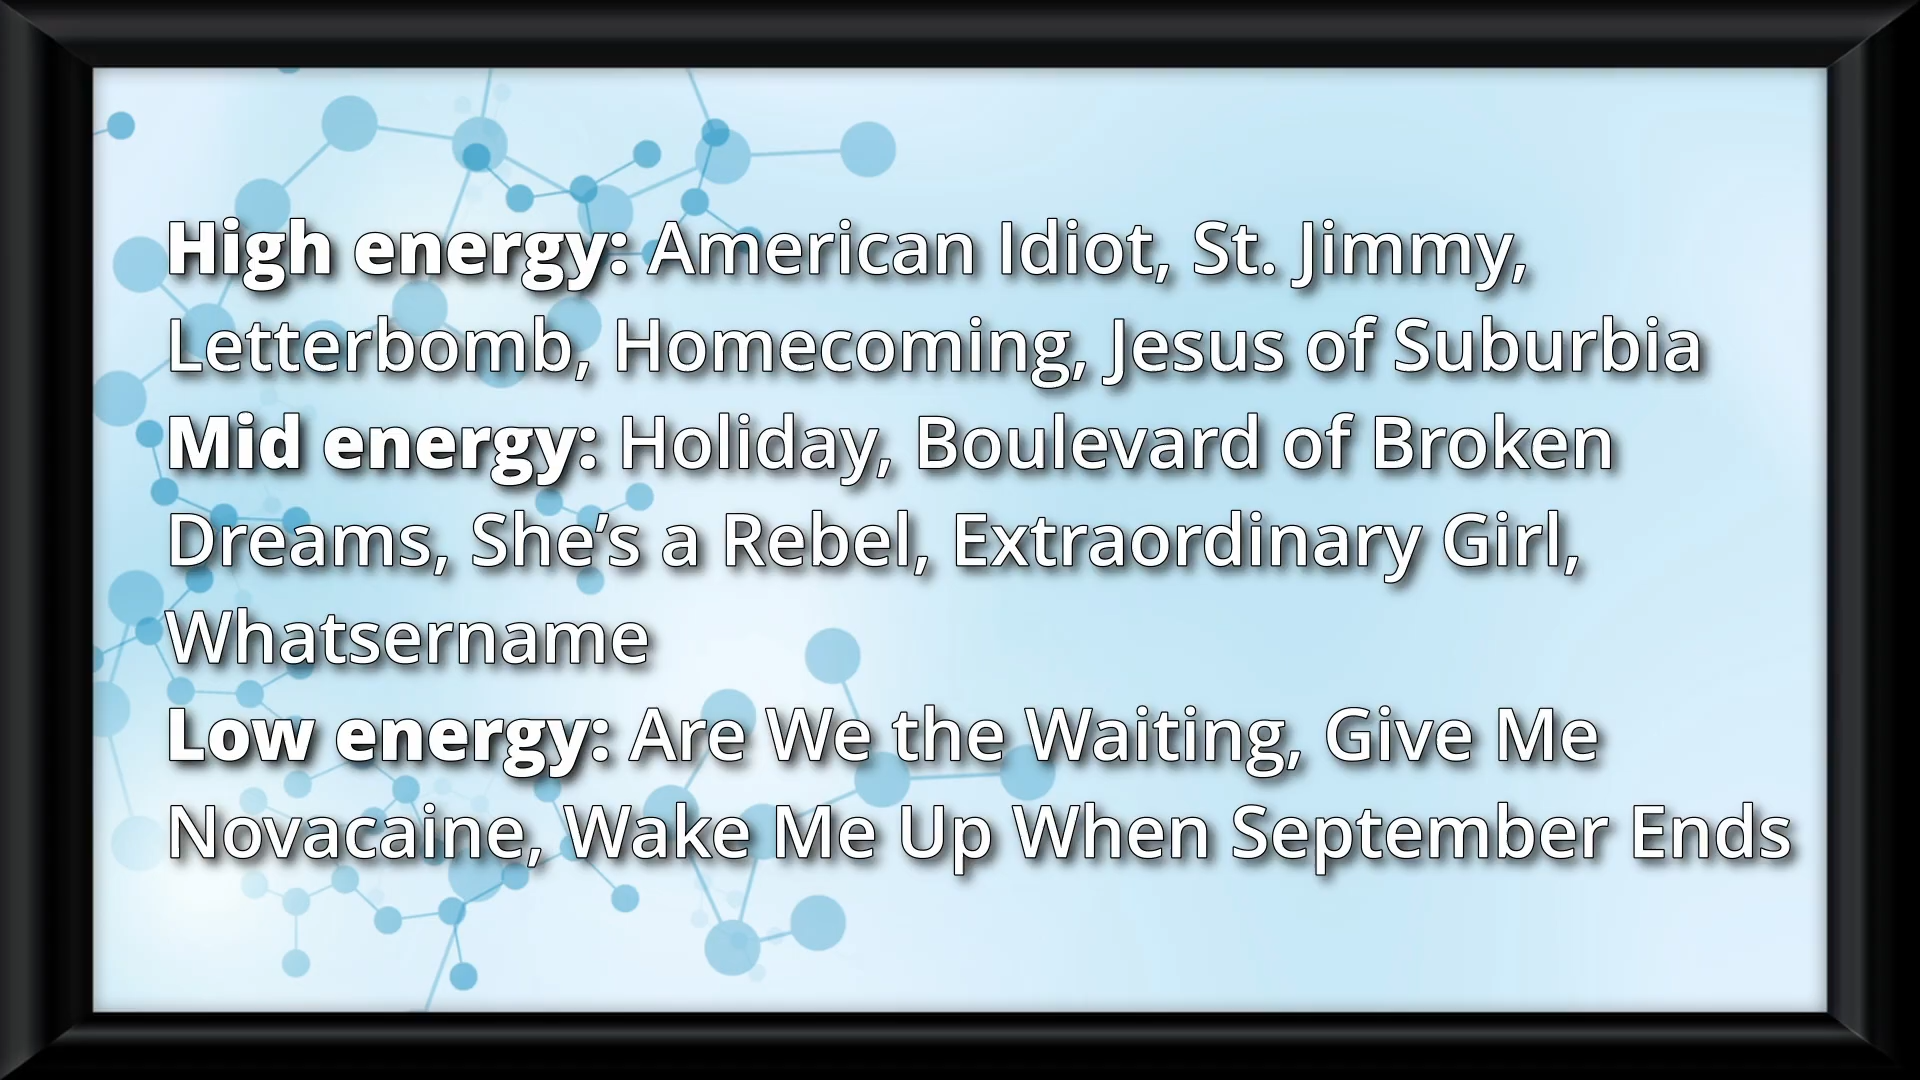 High energy: American Idiot, St. Jimmy,
Letterbomb, Homecoming, Jesus of Suburbia
Mid energy: Holiday, Boulevard of Broken
Dreams, She’s a Rebel, Extraordinary Girl,
Whatsername
Low energy: Are We the Waiting, Give Me
Novacaine, Wake Me Up When September Ends